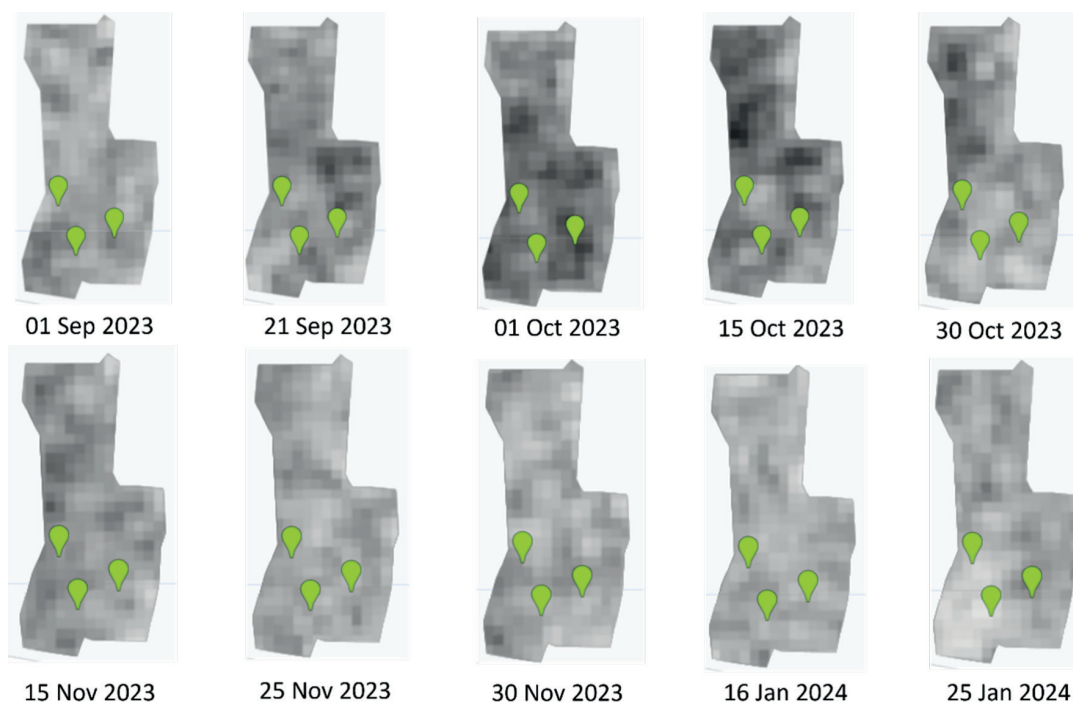 01 Sep 2023
21 Sep 2023
01 Oct 2023
15 Oct 2023
30 Oct 2023
15 Nov 2023
25 Nov 2023
30 Nov 2023
16 Jan 2024
25 Jan 2024